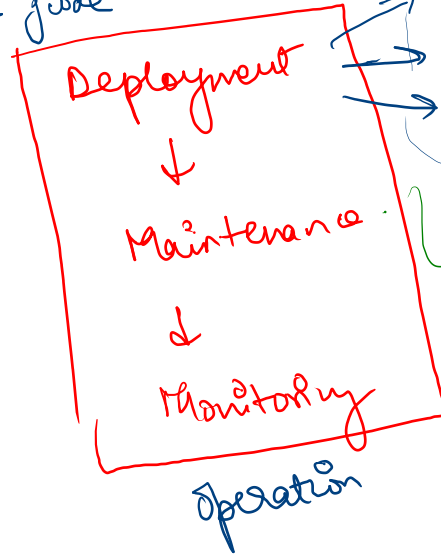 Deployment
↓
Maintenance
↓
Monitoring
operation